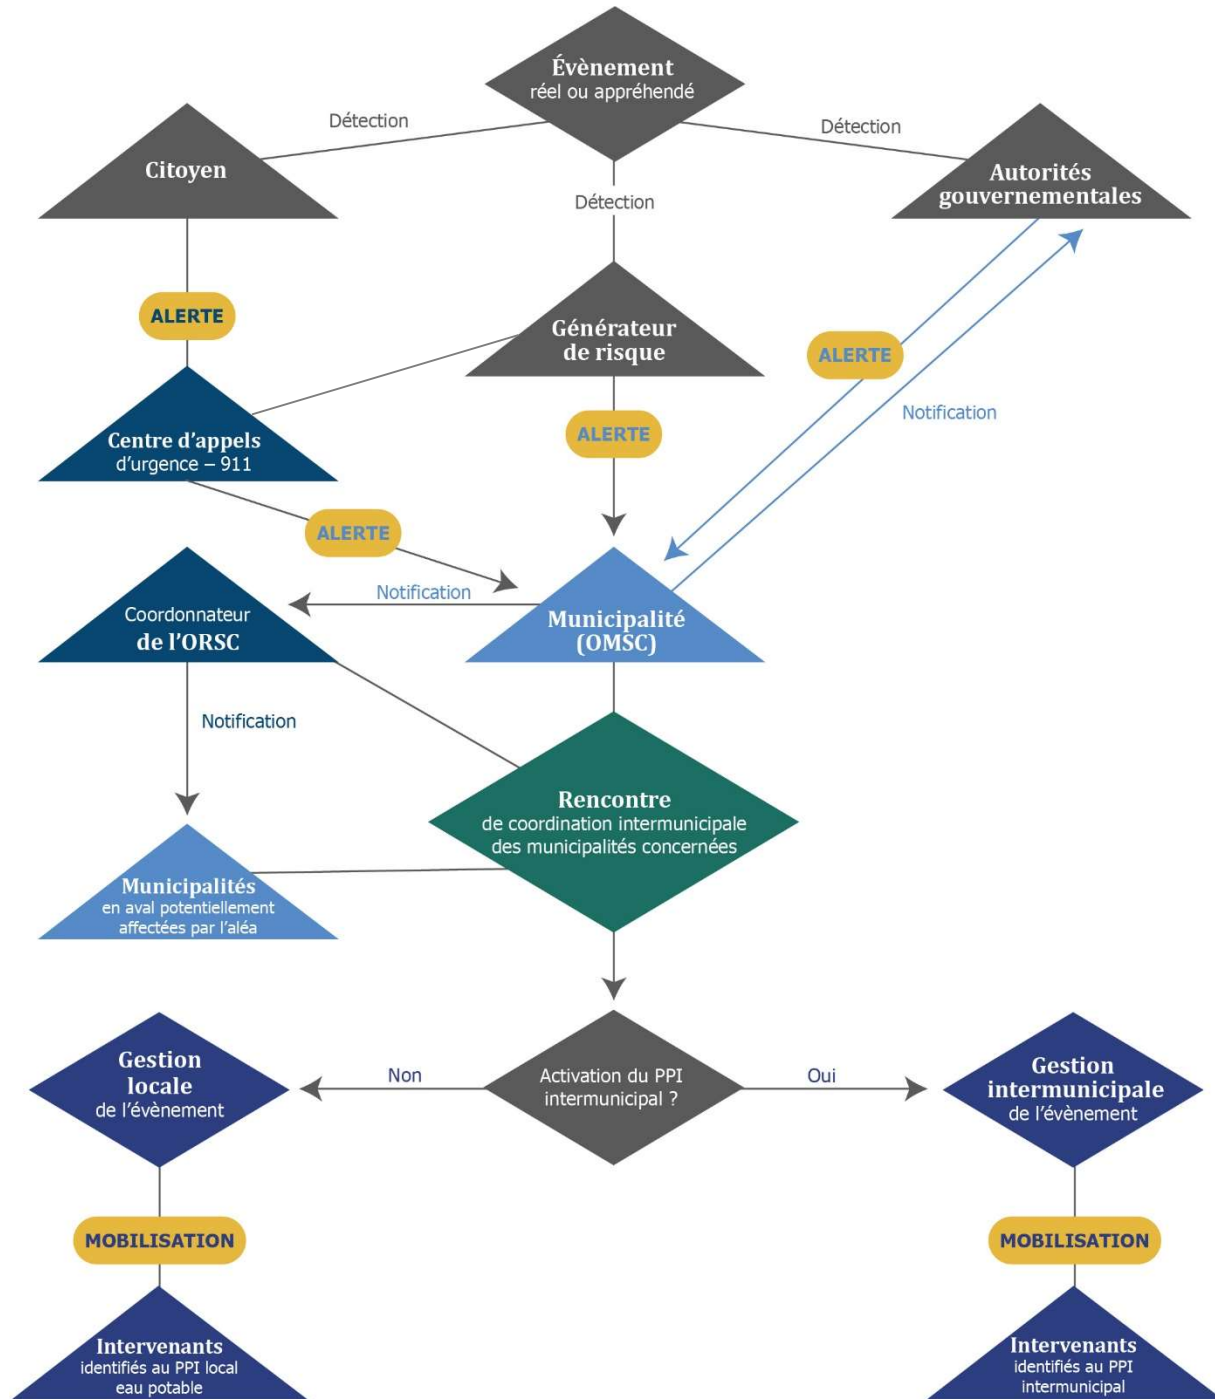 Évènement
réel ou appréhendé
Détection
Détection
Détection
Citoyen
Autorités
gouvernementales
ALERTE
Générateur
de risque
ALERTE
Notification
ALERTE
Centre d'appels
d'urgence – 911
ALERTE
Notification
Coordonnateur
de l'ORSC
Municipalité
(OMSC)
Notification
Rencontre
de coordination intermunicipale
des municipalités concernées
Municipalités
en aval potentiellement
affectées par l'aléa
Gestion
locale
de l'évènement
Non
Activation du PPI
intermunicipal ?
Oui
Gestion
intermunicipale
de l'évènement
MOBILISATION
MOBILISATION
Intervenants
identifiés au PPI local
eau potable
Intervenants
identifiés au PPI
intermunicipal